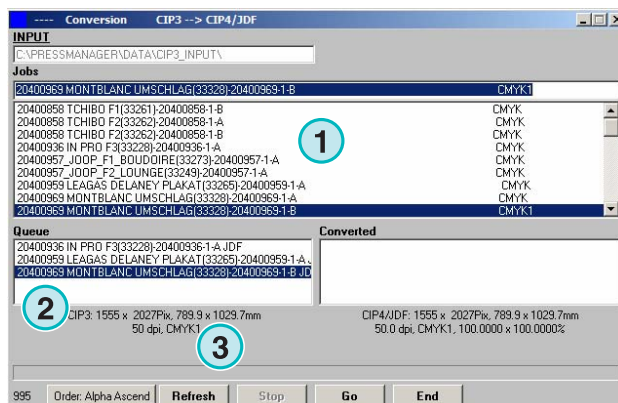 ---- Conversion CIP3 --> CIP4/JDF
INPUT
C:\PRESSMANAGER\DATA\CIP3_INPUT\
Jobs
20400969 MONTBLANC UMSCHLAG(33328)-20400969-1-B CMYK1
20400858 TCHIBO F1(33261)-20400858-1-B CMYK
20400858 TCHIBO F2(33262)-20400858-1-A CMYK
20400858 TCHIBO F2(33262)-20400858-1-B CMYK
20400936 IN PRO F3(33228)-20400936-1-A CMYK
20400957_JOOP_F1_BOUDOIRE(33273)-20400957-1-A CMYK
20400957_JOOP_F2_LOUNGE(33249)-20400957-1-A CMYK
20400959 LEAGAS DELANEY PLAKAT(33265)-20400959-1-A CMYK
20400969 MONTBLANC UMSCHLAG(33328)-20400969-1-A CMYK
20400969 MONTBLANC UMSCHLAG(33328)-20400969-1-B CMYK1
1
Queue Converted
20400936 IN PRO F3(33228)-20400936-1-A JDF
20400959 LEAGAS DELANEY PLAKAT(33265)-20400959-1-A J
20400969 MONTBLANC UMSCHLAG(33328)-20400969-1-B JD
2
CIP3: 1555 x 2027Pix, 789.9 x 1029.7mm
50 dpi, CMYK1
CIP4/JDF: 1555 x 2027Pix, 789.9 x 1029.7mm
50.0 dpi, CMYK1, 100.0000 x 100.0000%
3
995 Order: Alpha Ascend Refresh Stop Go End